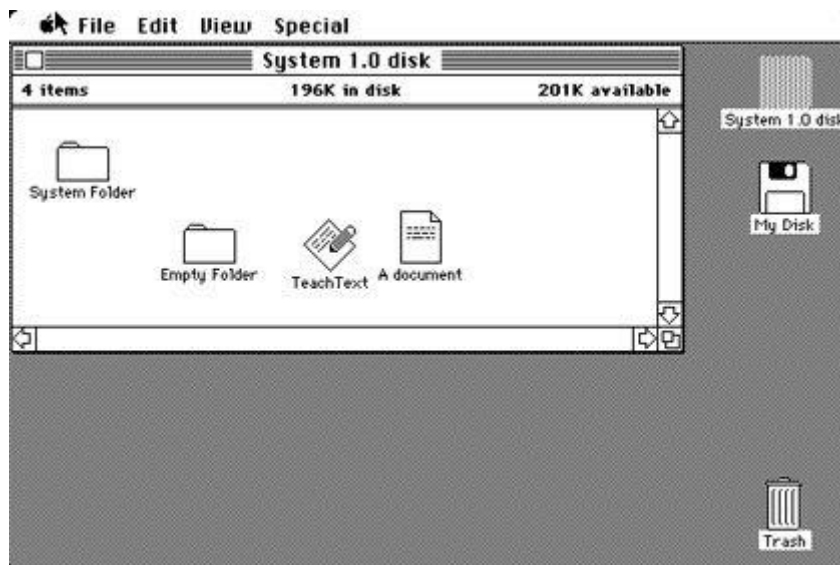 File Edit View Special
System 1.0 disk
4 items 196K in disk 201K available
System Folder
Empty Folder TeachText A document
System 1.0 disk
My Disk
Trash